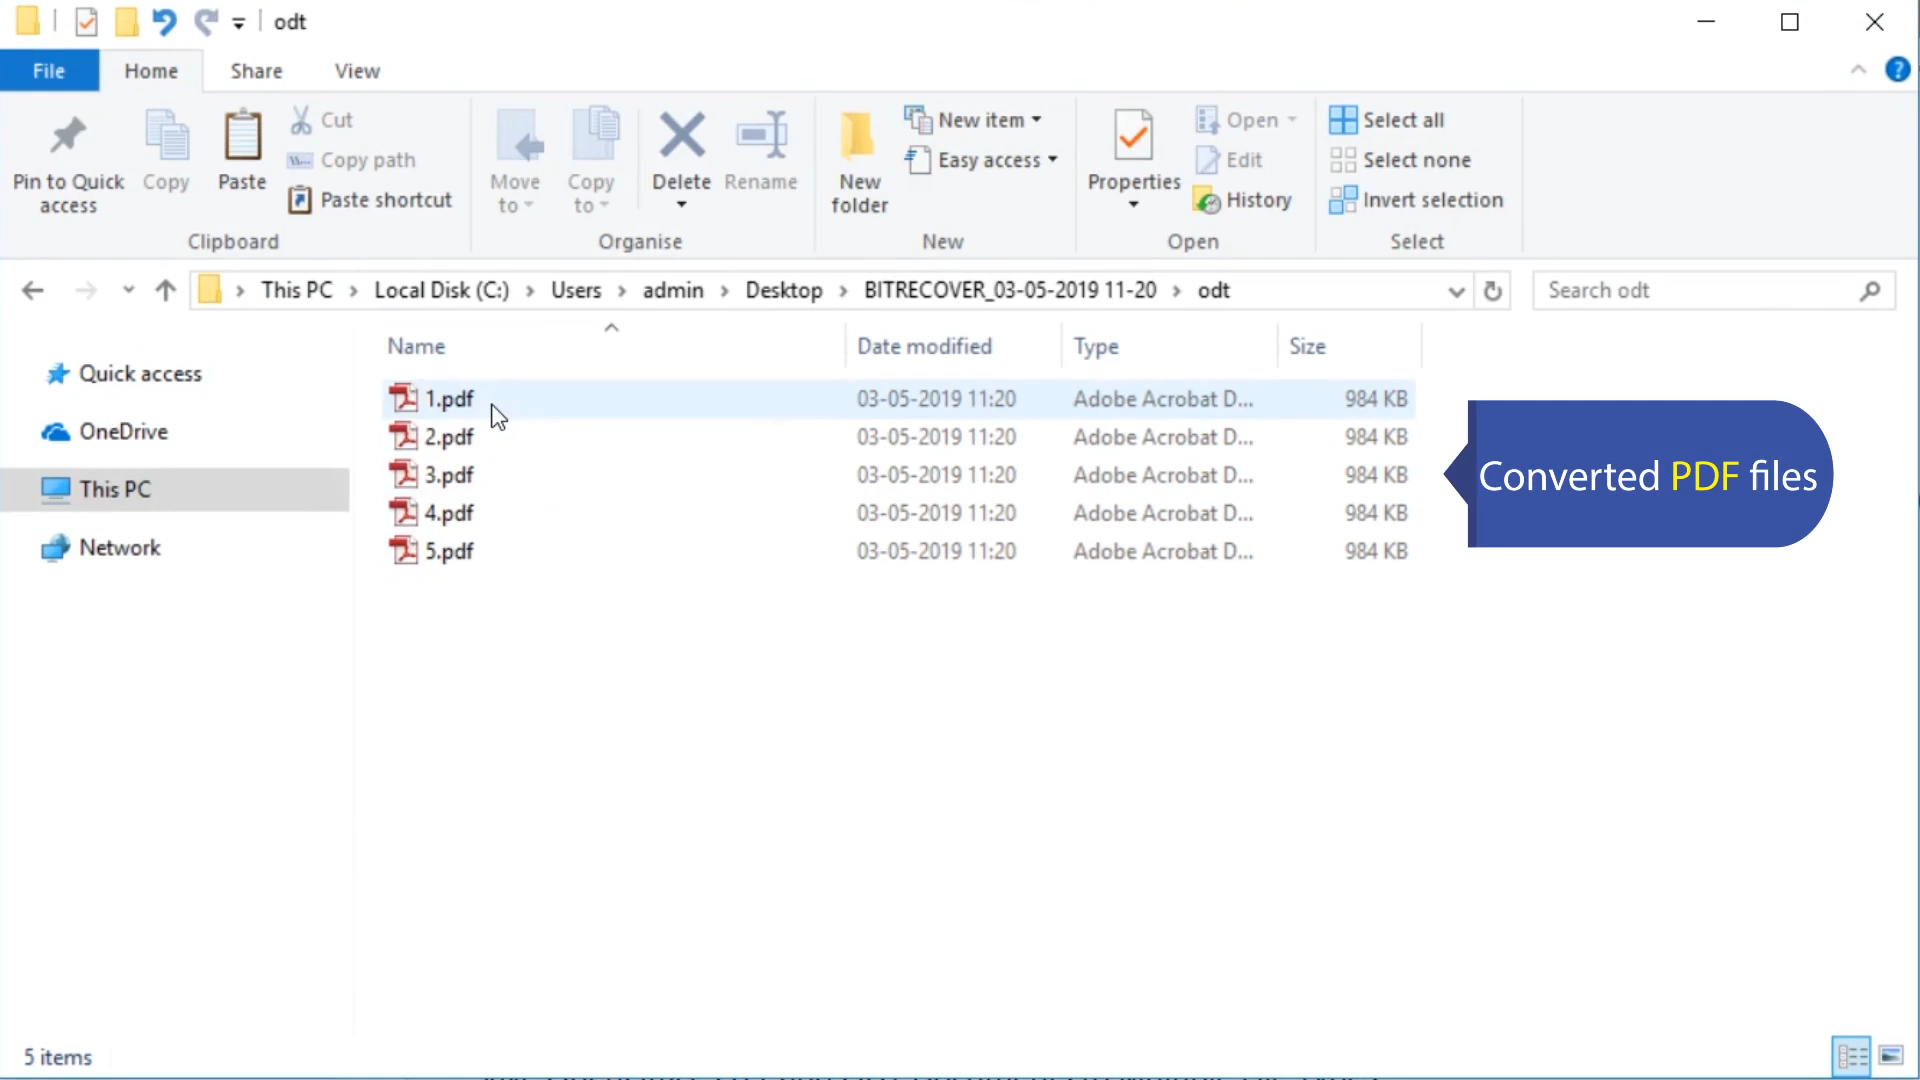 odt
File Home Share View
Pin to Quick access
Copy
Paste
Cut
Copy path
Paste shortcut
Clipboard
Move to
Copy to
Delete
Rename
Organise
New folder
New item
Easy access
New
Properties
Open
Edit
History
Open
Select all
Select none
Invert selection
Select
This PC > Local Disk (C:) > Users > admin > Desktop > BITRECOVER_03-05-2019 11-20 > odt
Search odt
Quick access
OneDrive
This PC
Network
Name Date modified Type Size
1.pdf 03-05-2019 11:20 Adobe Acrobat D... 984 KB
2.pdf 03-05-2019 11:20 Adobe Acrobat D... 984 KB
3.pdf 03-05-2019 11:20 Adobe Acrobat D... 984 KB
4.pdf 03-05-2019 11:20 Adobe Acrobat D... 984 KB
5.pdf 03-05-2019 11:20 Adobe Acrobat D... 984 KB
Converted PDF files
5 items